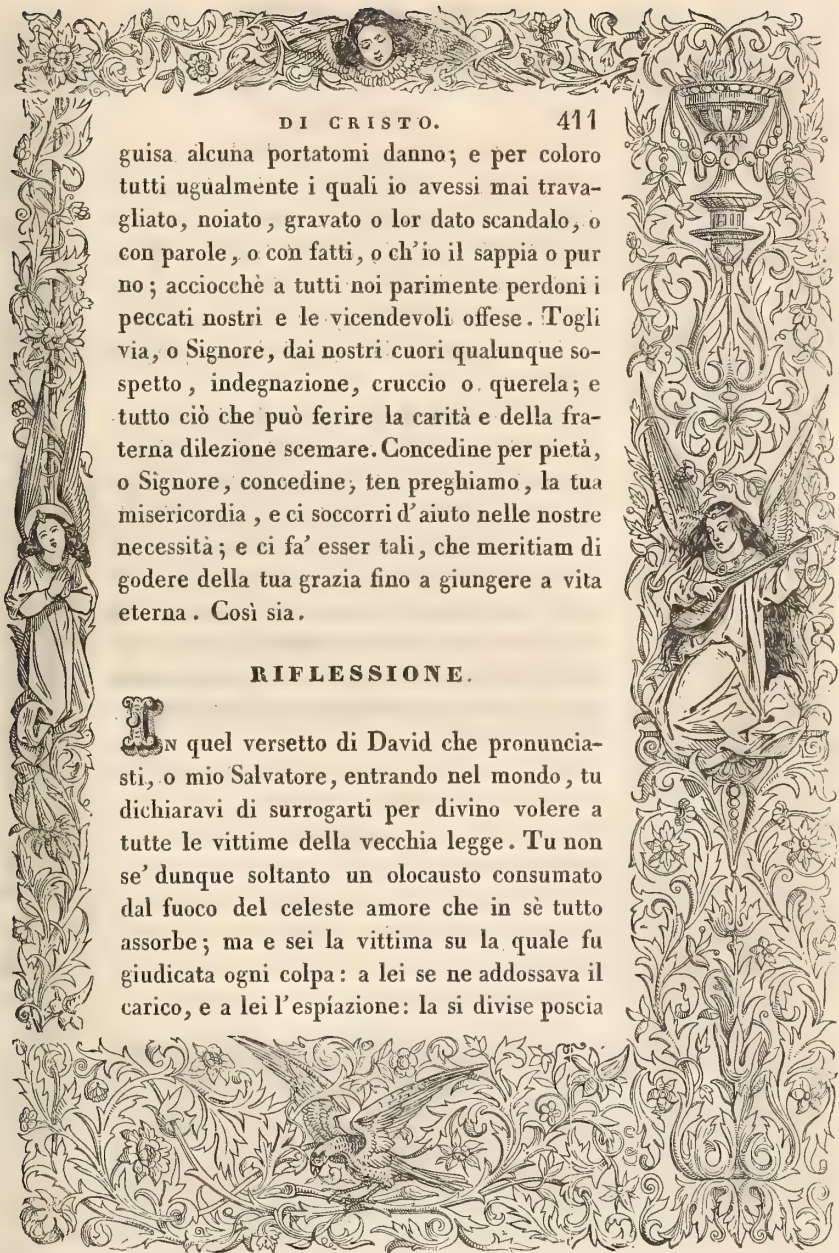 DI CRISTO. 411
guisa alcuna portatomi danno; e per coloro
tutti ugualmente i quali io avessi mai trava-
gliato, noiato, gravato o lor dato scandalo, o
con parole, o con fatti, o ch'io il sappia o pur
no; acciocchè a tutti noi parimente perdoni i
peccati nostri e le vicendevoli offese. Togli
via, o Signore, dai nostri cuori qualunque so-
spetto, indegnazione, cruccio o querela; e
tutto ciò che può ferire la carità e della fra-
terna dilezione scemare. Concedine per pietà,
o Signore, concedine, ten preghiamo, la tua
misericordia, e ci soccorri d'aiuto nelle nostre
necessità; e ci fa' esser tali, che meritiam di
godere della tua grazia fino a giungere a vita
eterna. Così sia.
RIFLESSIONE.
IN quel versetto di David che pronuncia-
sti, o mio Salvatore, entrando nel mondo, tu
dichiaravi di surrogarti per divino volere a
tutte le vittime della vecchia legge. Tu non
se' dunque soltanto un olocausto consumato
dal fuoco del celeste amore che in sè tutto
assorbe; ma e sei la vittima su la quale fu
giudicata ogni colpa: a lei se ne addossava il
carico, e a lei l'espíazione: la si divise poscia